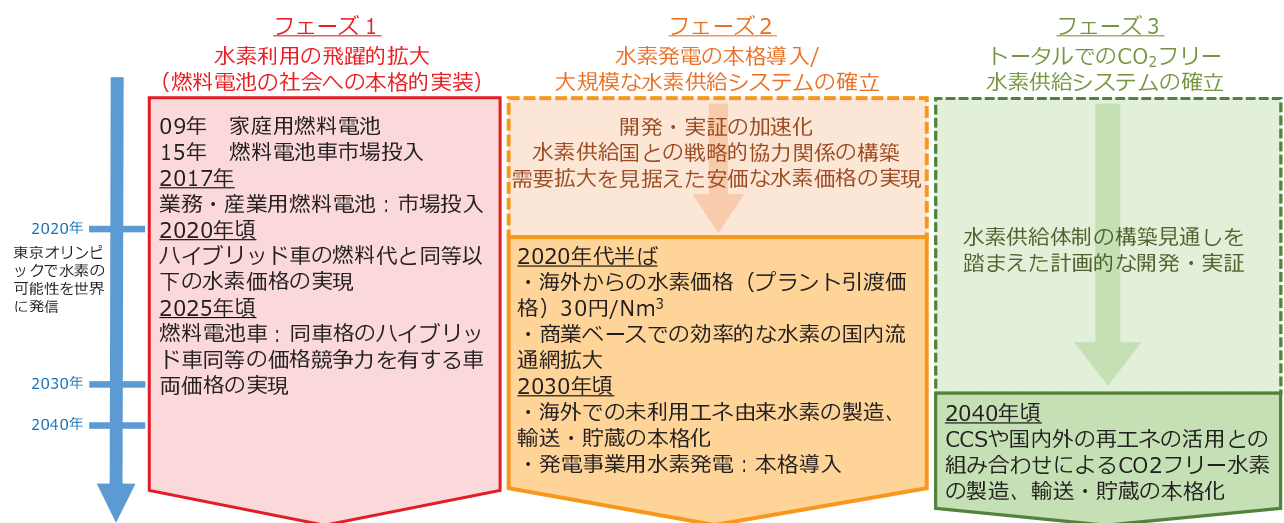 フェーズ１
水素利用の飛躍的拡大
（燃料電池の社会への本格的実装）
09年　家庭用燃料電池
15年　燃料電池車市場投入
2017年
業務・産業用燃料電池：市場投入
2020年頃
ハイブリッド車の燃料代と同等以
下の水素価格の実現
2025年頃
燃料電池車：同車格のハイブリッ
ド車同等の価格競争力を有する車
両価格の実現
フェーズ２
水素発電の本格導入/
大規模な水素供給システムの確立
開発・実証の加速化
水素供給国との戦略的協力関係の構築
需要拡大を見据えた安価な水素価格の実現
2020年代半ば
・海外からの水素価格（プラント引渡価
格）30円/Nm³
・商業ベースでの効率的な水素の国内流
通網拡大
2030年頃
・海外での未利用エネ由来水素の製造、
輸送・貯蔵の本格化
・発電事業用水素発電：本格導入
フェーズ３
トータルでのCO₂フリー
水素供給システムの確立
水素供給体制の構築見通しを
踏まえた計画的な開発・実証
2040年頃
CCSや国内外の再エネの活用との
組み合わせによるCO2フリー水素
の製造、輸送・貯蔵の本格化
2020年
東京オリンピ
ックで水素の
可能性を世界
に発信
2030年
2040年